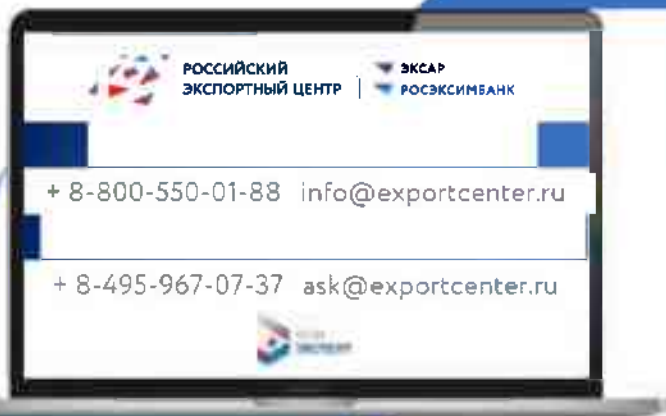 РОССИЙСКИЙ
ЭКСПОРТНЫЙ ЦЕНТР
ЭКСАР
РОСЭКСИМБАНК
+ 8-800-550-01-88 info@exportcenter.ru
+ 8-495-967-07-37 ask@exportcenter.ru